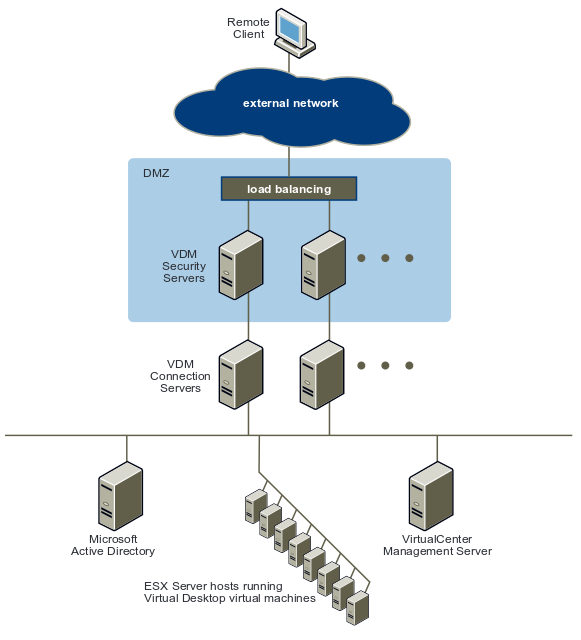 Remote
Client
external network
DMZ
load balancing
VDM
Security
Servers
VDM
Connection
Servers
Microsoft
Active Directory
VirtualCenter
Management Server
ESX Server hosts running
Virtual Desktop virtual machines